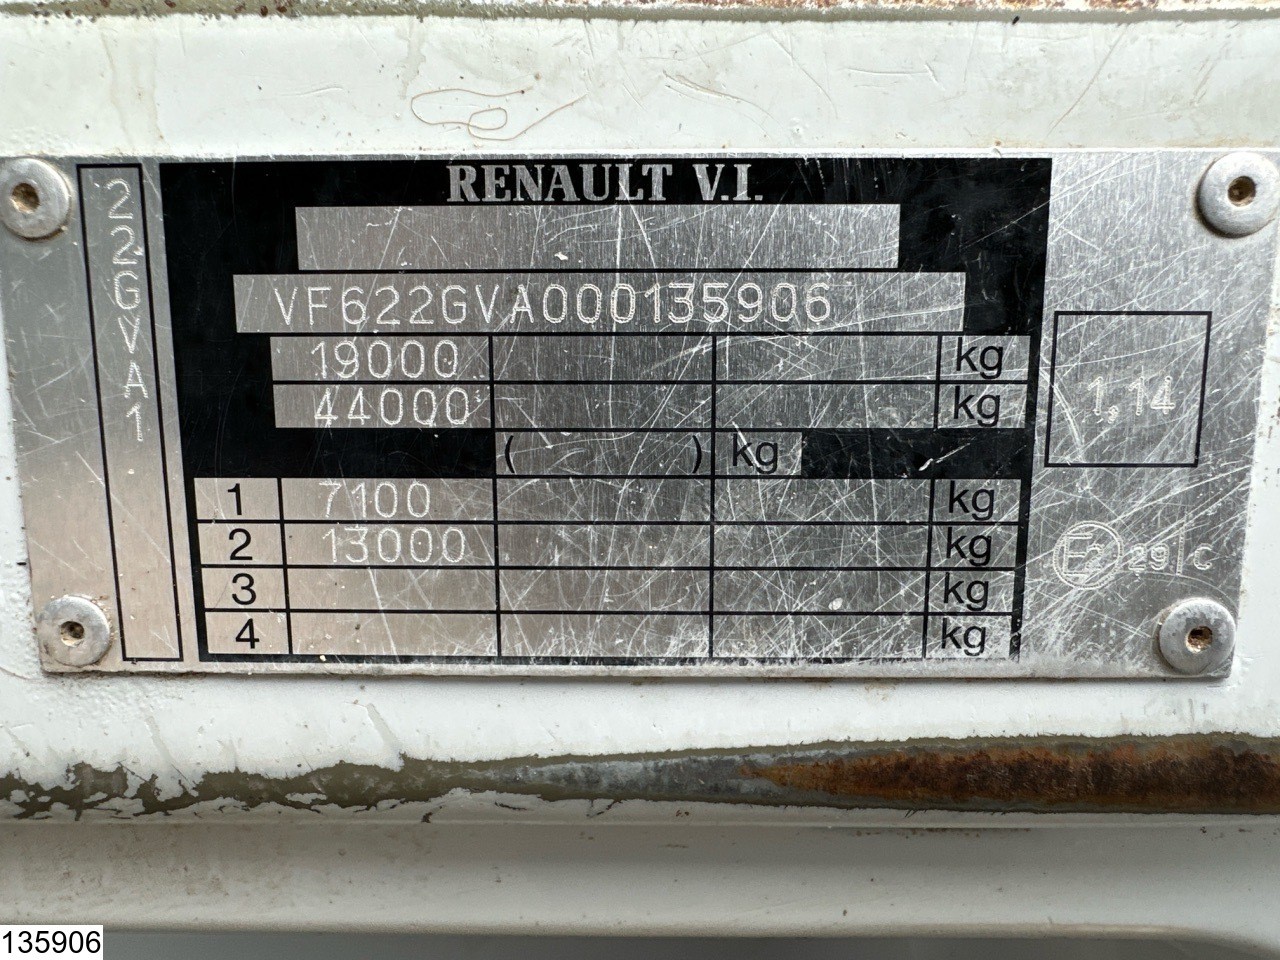 22GVA1
RENAULT V.I.
VF622GVA000135906
19000 kg
44000 kg
( ) kg
1 7100 kg
2 13000 kg
3 kg
4 kg
1,14
E2 29/C
135906